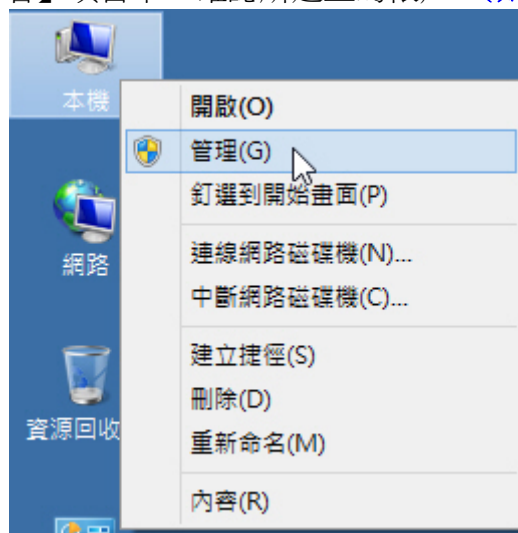 本機
開啟(O)
管理(G)
釘選到開始畫面(P)
網路
連線網路磁碟機(N)...
中斷網路磁碟機(C)...
建立捷徑(S)
刪除(D)
資源回收
重新命名(M)
內容(R)